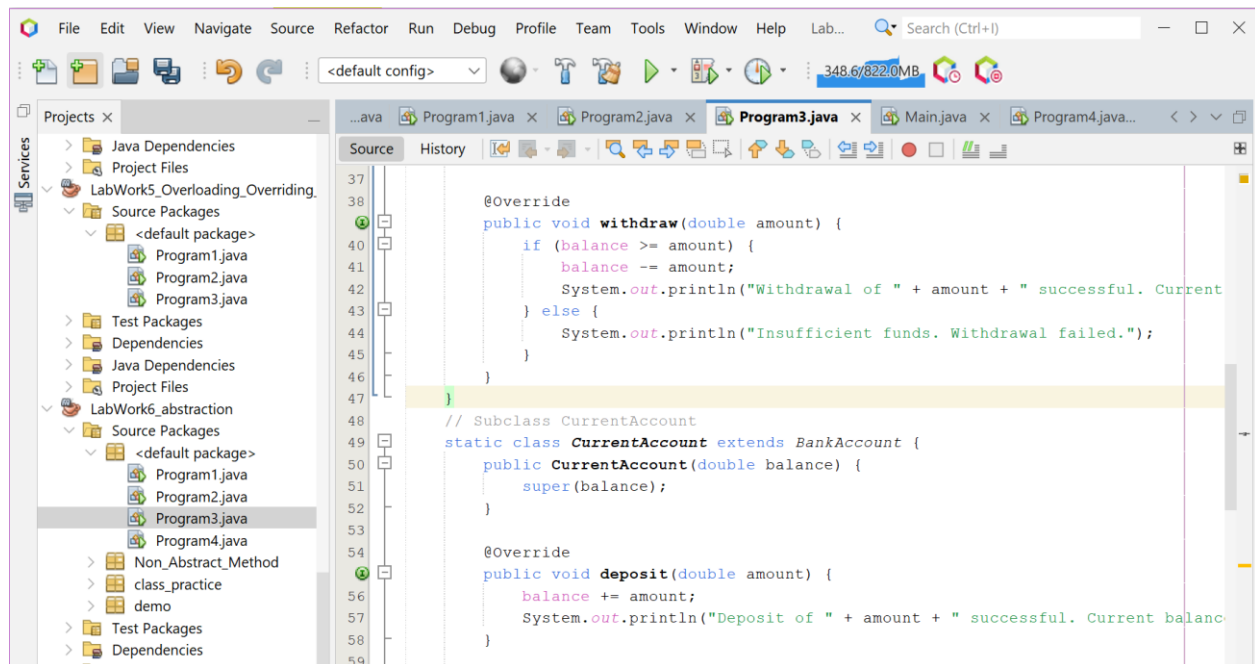 File Edit View Navigate Source Refactor Run Debug Profile Team Tools Window Help Lab... Search (Ctrl+I)
<default config> 348.6/822.0MB
Services
Projects
Java Dependencies
Project Files
LabWork5_Overloading_Overriding_
Source Packages
<default package>
Program1.java
Program2.java
Program3.java
Test Packages
Dependencies
Java Dependencies
Project Files
LabWork6_abstraction
Source Packages
<default package>
Program1.java
Program2.java
Program3.java
Program4.java
Non_Abstract_Method
class_practice
demo
Test Packages
Dependencies
...ava Program1.java Program2.java Program3.java Main.java Program4.java...
Source History
37
38 @Override
public void withdraw(double amount) {
40 if (balance >= amount) {
41 balance -= amount;
42 System.out.println("Withdrawal of " + amount + " successful. Current
43 } else {
44 System.out.println("Insufficient funds. Withdrawal failed.");
45 }
46 }
47 }
48 // Subclass CurrentAccount
49 static class CurrentAccount extends BankAccount {
50 public CurrentAccount(double balance) {
51 super(balance);
52 }
53
54 @Override
public void deposit(double amount) {
56 balance += amount;
57 System.out.println("Deposit of " + amount + " successful. Current balanc
58 }
59